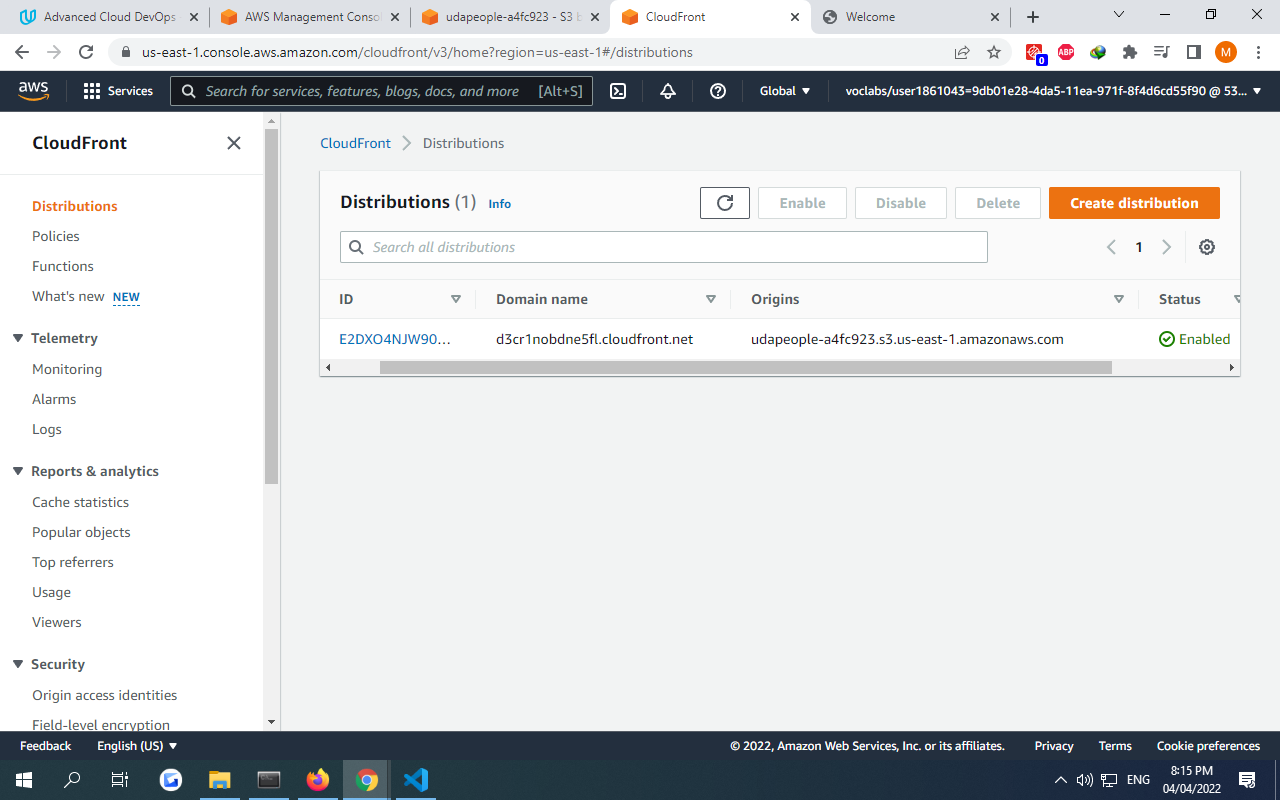 Advanced Cloud DevOps
AWS Management Consol
udapeople-a4fc923 - S3 b
CloudFront
Welcome
us-east-1.console.aws.amazon.com/cloudfront/v3/home?region=us-east-1#/distributions
0
ABP
M
aws
Services
Search for services, features, blogs, docs, and more [Alt+S]
Global
voclabs/user1861043=9db01e28-4da5-11ea-971f-8f4d6cd55f90 @ 53...
CloudFront
Distributions
Policies
Functions
What's new NEW
Telemetry
Monitoring
Alarms
Logs
Reports & analytics
Cache statistics
Popular objects
Top referrers
Usage
Viewers
Security
Origin access identities
Field-level encryption
CloudFront Distributions
Distributions (1) Info
Enable
Disable
Delete
Create distribution
Search all distributions
1
ID Domain name Origins Status
E2DXO4NJW90... d3cr1nobdne5fl.cloudfront.net udapeople-a4fc923.s3.us-east-1.amazonaws.com Enabled
Feedback English (US) © 2022, Amazon Web Services, Inc. or its affiliates. Privacy Terms Cookie preferences
ENG
8:15 PM
04/04/2022